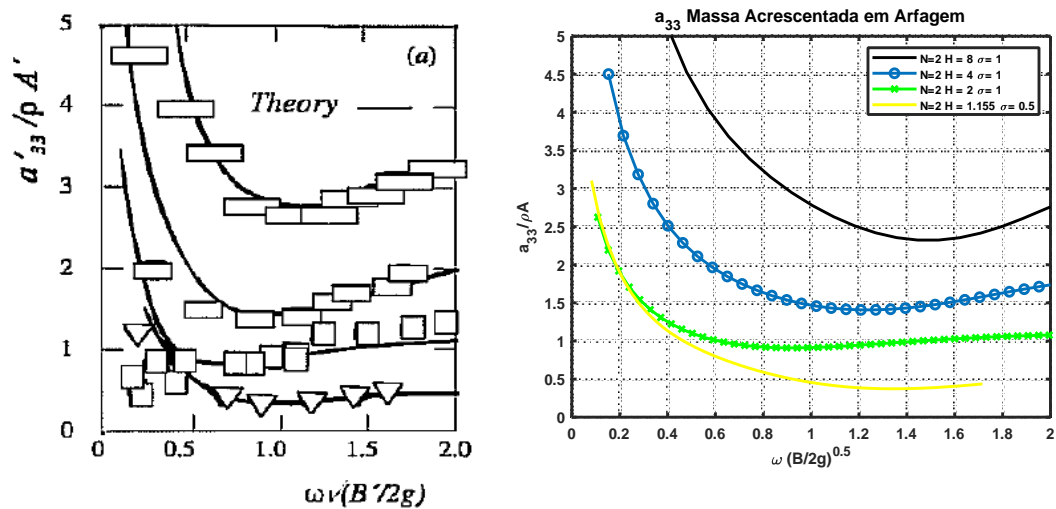 5
4
3
2
1
0
a'₃₃/ρ A'
(a)
Theory
0
0.5
1.0
1.5
2.0
ω√(B'/2g)
a₃₃ Massa Acrescentada em Arfagem
N=2 H = 8 σ= 1
N=2 H = 4 σ= 1
N=2 H = 2 σ= 1
N=2 H = 1.155 σ= 0.5
5
4.5
4
3.5
3
2.5
2
1.5
1
0.5
0
a₃₃/ρA
0 0.2 0.4 0.6 0.8 1 1.2 1.4 1.6 1.8 2
ω (B/2g)^0.5